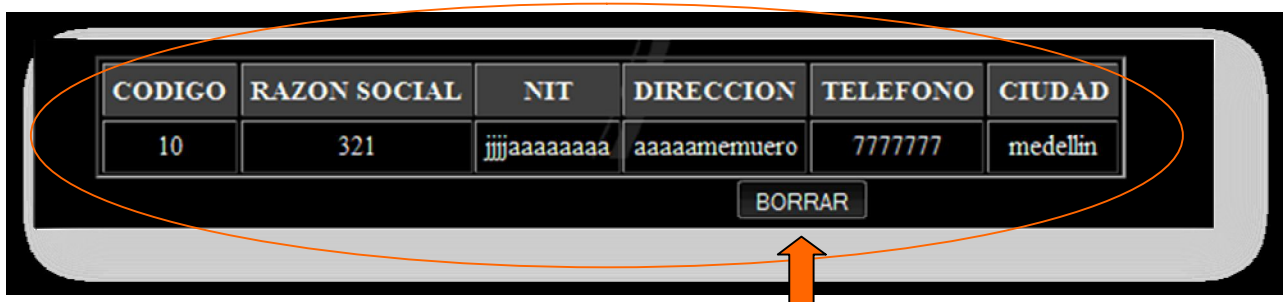 CODIGO RAZON SOCIAL NIT DIRECCION TELEFONO CIUDAD
10 321 jjjjaaaaaaaa aaaaamemuero 7777777 medellin
BORRAR